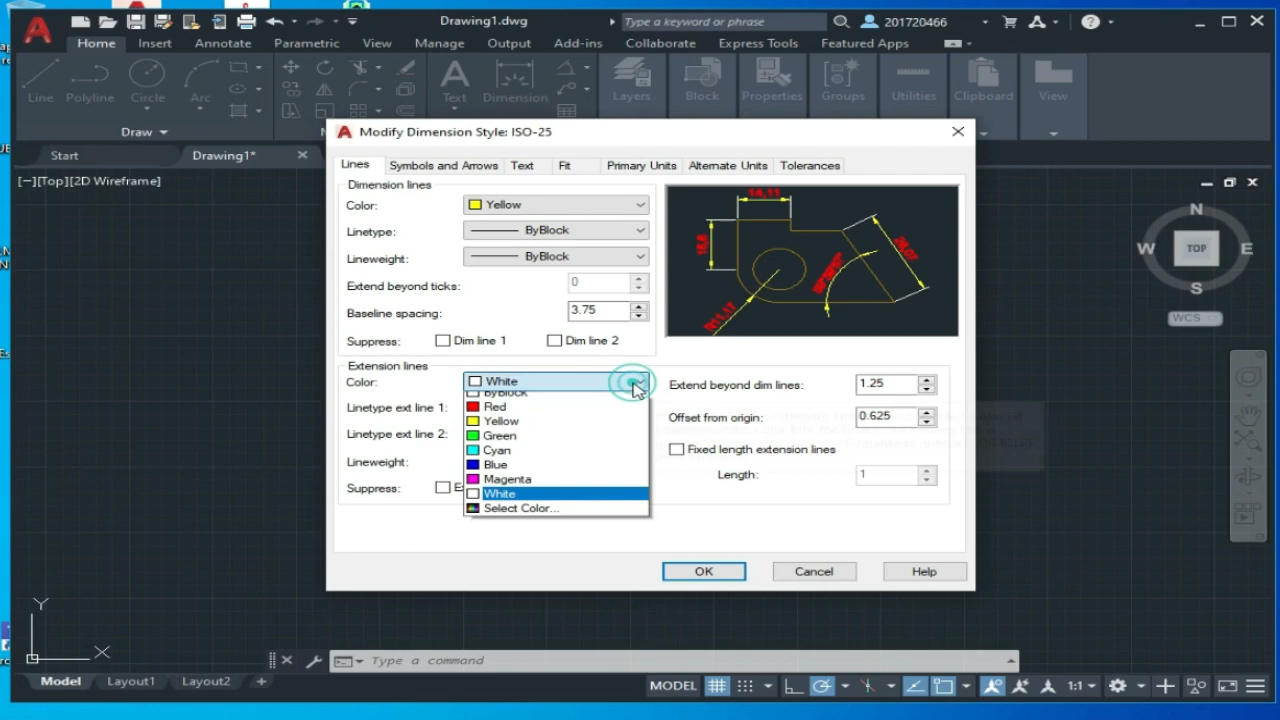 Drawing1.dwg
Type a keyword or phrase
201720466
Home Insert Annotate Parametric View Manage Output Add-ins Collaborate Express Tools Featured Apps
Line Polyline Circle Arc Text Dimension Layers Block Properties Groups Utilities Clipboard View
Draw
Start Drawing1*
[−][Top][2D Wireframe]
Modify Dimension Style: ISO-25
Lines Symbols and Arrows Text Fit Primary Units Alternate Units Tolerances
Dimension lines
Color: Yellow
Linetype: ByBlock
Lineweight: ByBlock
Extend beyond ticks: 0
Baseline spacing: 3.75
Suppress: Dim line 1 Dim line 2
14,11
R11,17
Extension lines
Color: White
ByBlock
Linetype ext line 1: Red
Yellow
Linetype ext line 2: Green
Cyan
Lineweight: Blue
Magenta
Suppress: White
Select Color...
Extend beyond dim lines: 1.25
Offset from origin: 0.625
Fixed length extension lines
Length: 1
OK Cancel Help
N
W TOP E
S
WCS
Y
X
Type a command
Model Layout1 Layout2 +
MODEL 1:1